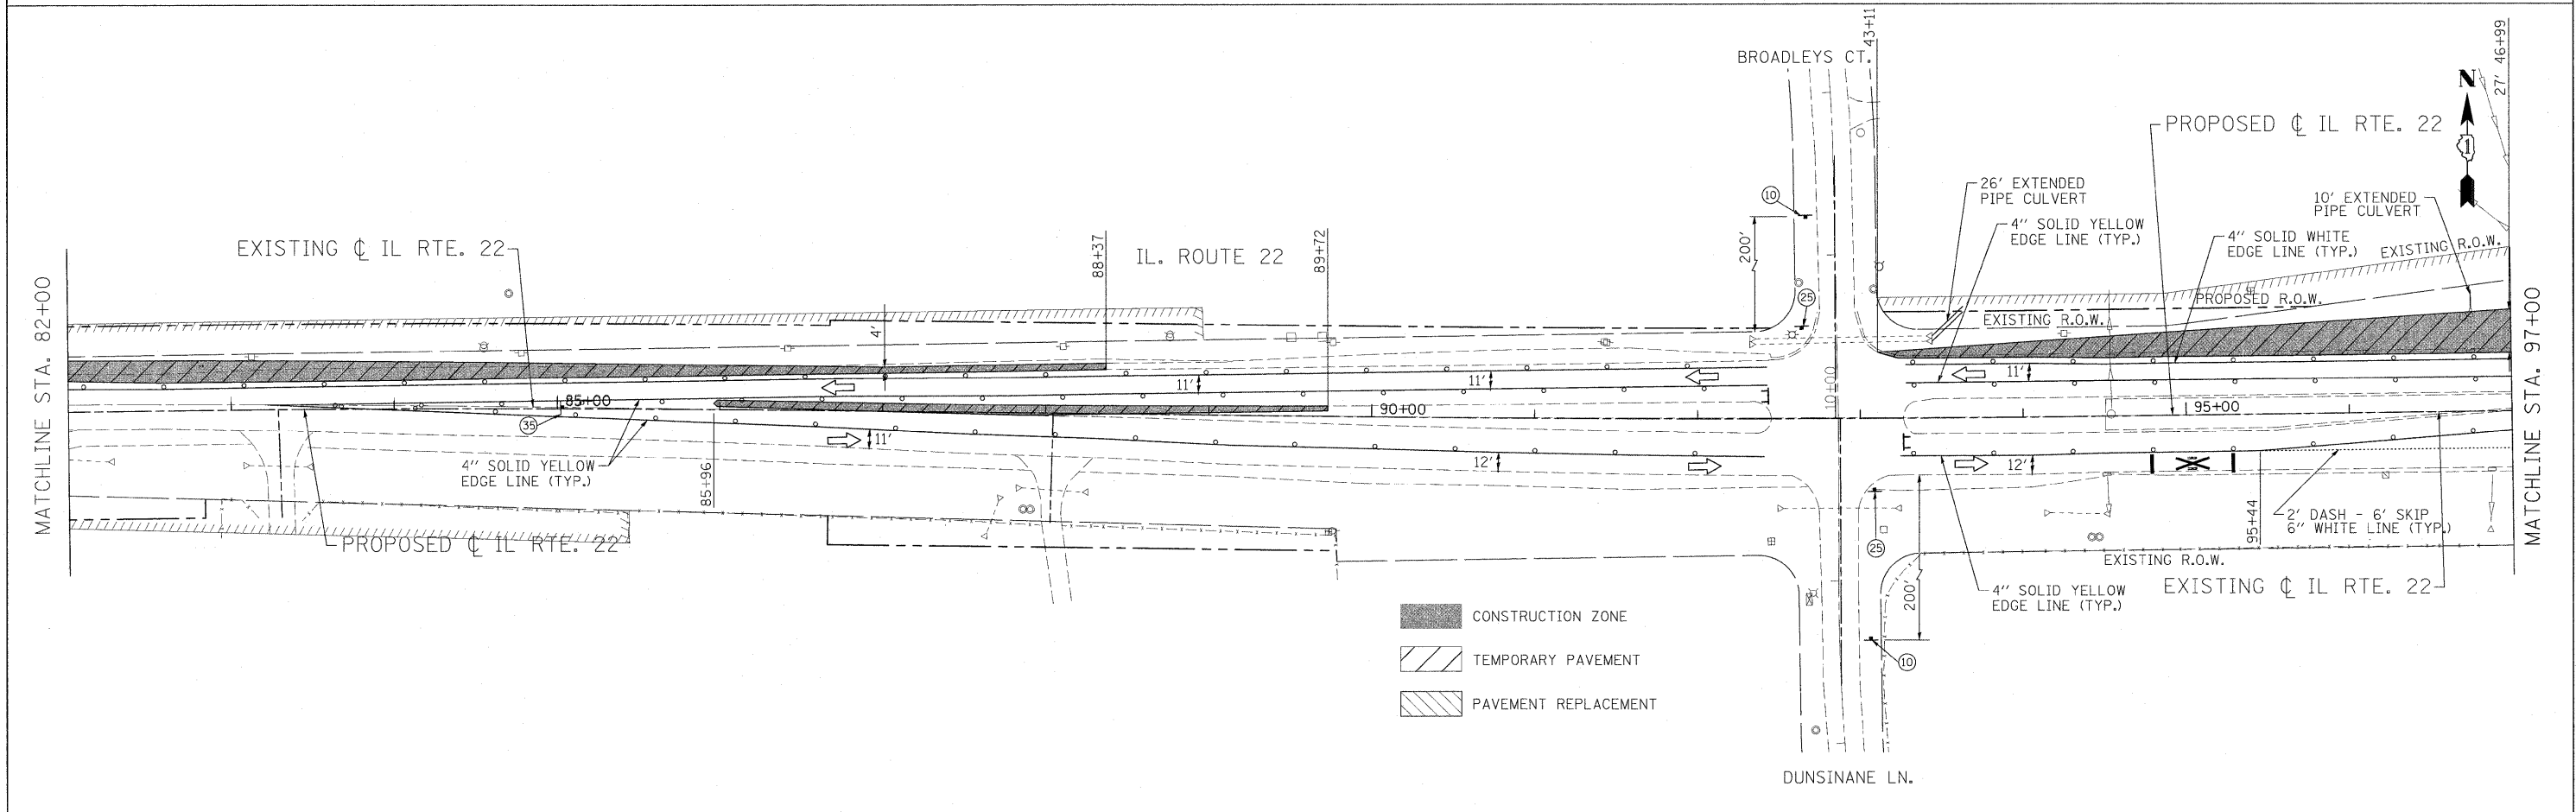 43+11
BROADLEYS CT.
27' 46+99
N
1
PROPOSED ℄ IL RTE. 22
26' EXTENDED
PIPE CULVERT
10' EXTENDED
PIPE CULVERT
10
200'
4'' SOLID YELLOW
EDGE LINE (TYP.)
4'' SOLID WHITE
EDGE LINE (TYP.)
EXISTING R.O.W.
EXISTING ℄ IL RTE. 22
88+37
IL. ROUTE 22
89+72
25
PROPOSED R.O.W.
EXISTING R.O.W.
MATCHLINE STA. 82+00
MATCHLINE STA. 97+00
4'
11'
11'
11'
85+00
90+00
10+00
95+00
35
11'
12'
12'
4'' SOLID YELLOW
EDGE LINE (TYP.)
85+96
95+44
2' DASH - 6' SKIP
6'' WHITE LINE (TYP.)
PROPOSED ℄ IL RTE. 22
25
EXISTING R.O.W.
200'
4'' SOLID YELLOW
EDGE LINE (TYP.)
EXISTING ℄ IL RTE. 22
10
CONSTRUCTION ZONE
TEMPORARY PAVEMENT
PAVEMENT REPLACEMENT
DUNSINANE LN.